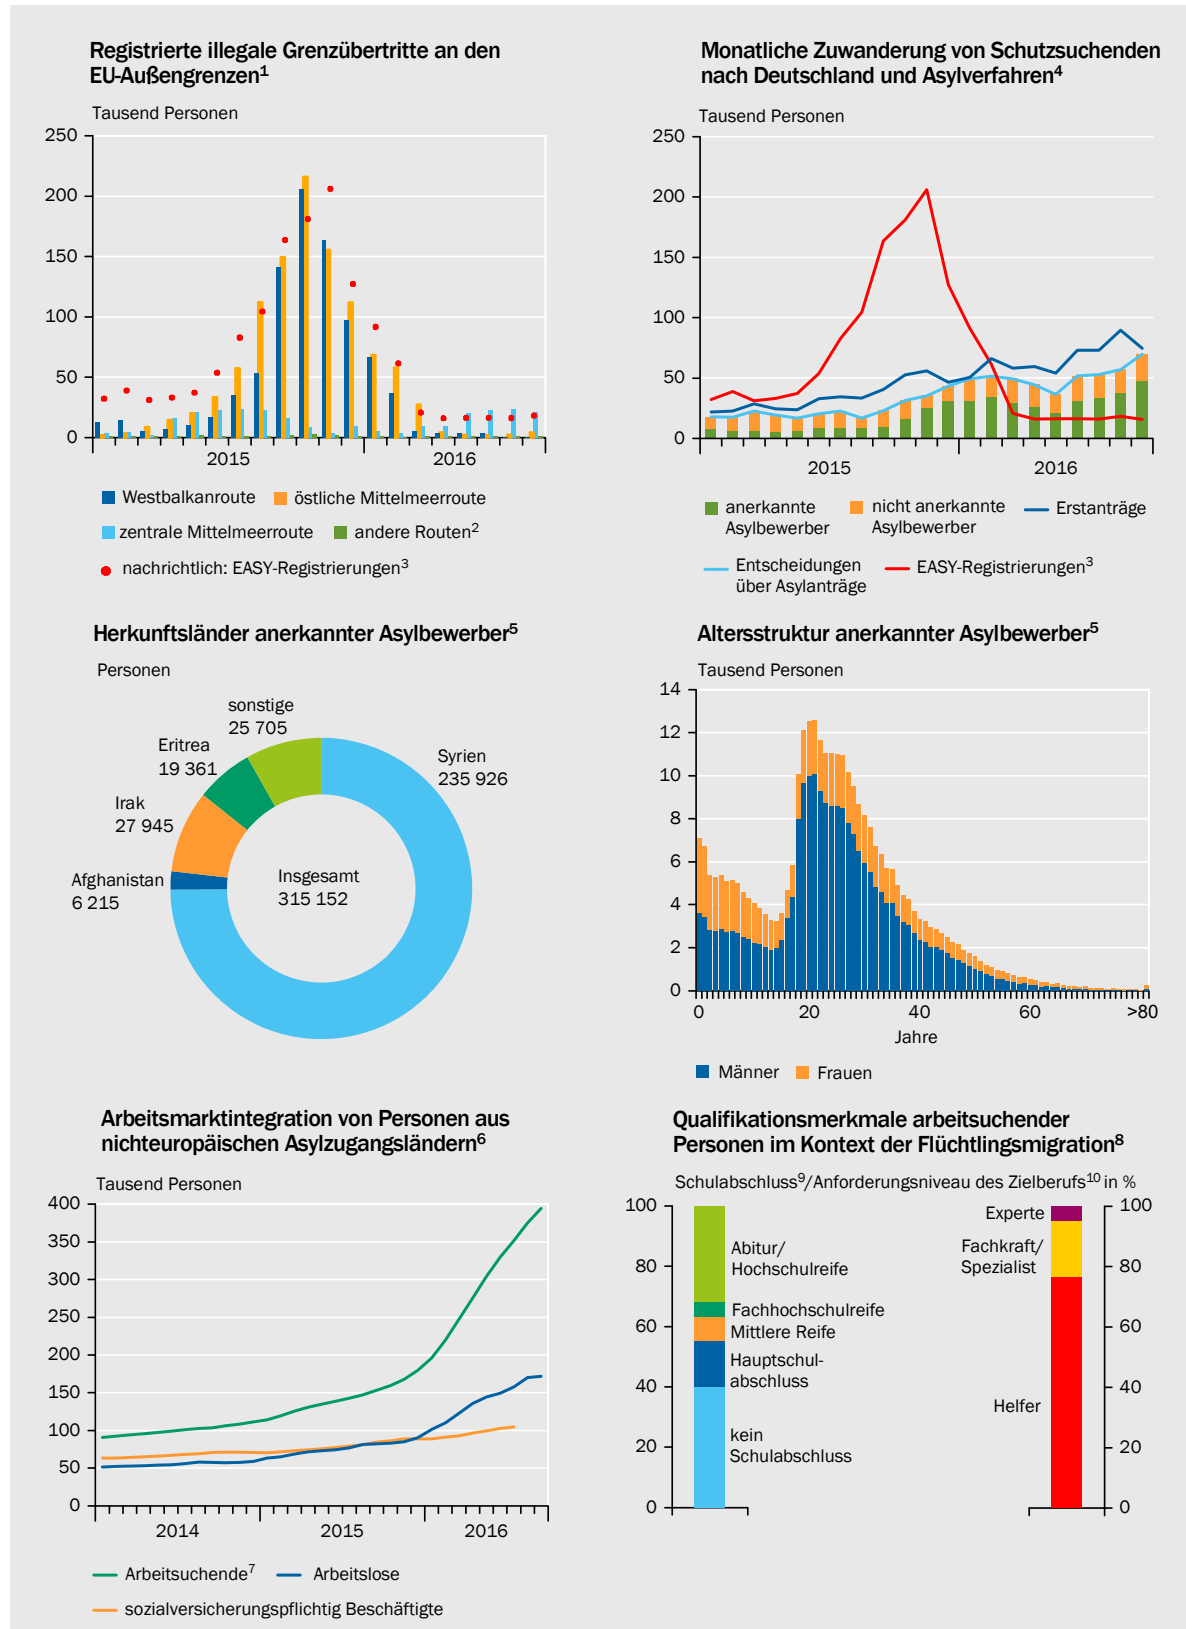 Registrierte illegale Grenzübertritte an den
EU-Außengrenzen1
Tausend Personen
250
200
150
100
50
0
2015
2016
Westbalkanroute
östliche Mittelmeerroute
zentrale Mittelmeerroute
andere Routen2
nachrichtlich: EASY-Registrierungen3
Monatliche Zuwanderung von Schutzsuchenden
nach Deutschland und Asylverfahren4
Tausend Personen
250
200
150
100
50
0
2015
2016
anerkannte
Asylbewerber
nicht anerkannte
Asylbewerber
Erstanträge
Entscheidungen
über Asylanträge
EASY-Registrierungen3
Herkunftsländer anerkannter Asylbewerber5
Personen
sonstige
25 705
Eritrea
19 361
Syrien
235 926
Irak
27 945
Afghanistan
6 215
Insgesamt
315 152
Altersstruktur anerkannter Asylbewerber5
Tausend Personen
14
12
10
8
6
4
2
0
0
20
40
60
>80
Jahre
Männer
Frauen
Arbeitsmarktintegration von Personen aus
nichteuropäischen Asylzugangsländern6
Tausend Personen
400
350
300
250
200
150
100
50
0
2014
2015
2016
Arbeitsuchende7
Arbeitslose
sozialversicherungspflichtig Beschäftigte
Qualifikationsmerkmale arbeitsuchender
Personen im Kontext der Flüchtlingsmigration8
Schulabschluss9/Anforderungsniveau des Zielberufs10 in %
100
80
60
40
20
0
Abitur/
Hochschulreife
Fachhochschulreife
Mittlere Reife
Hauptschul-
abschluss
kein
Schulabschluss
Experte
Fachkraft/
Spezialist
Helfer
100
80
60
40
20
0